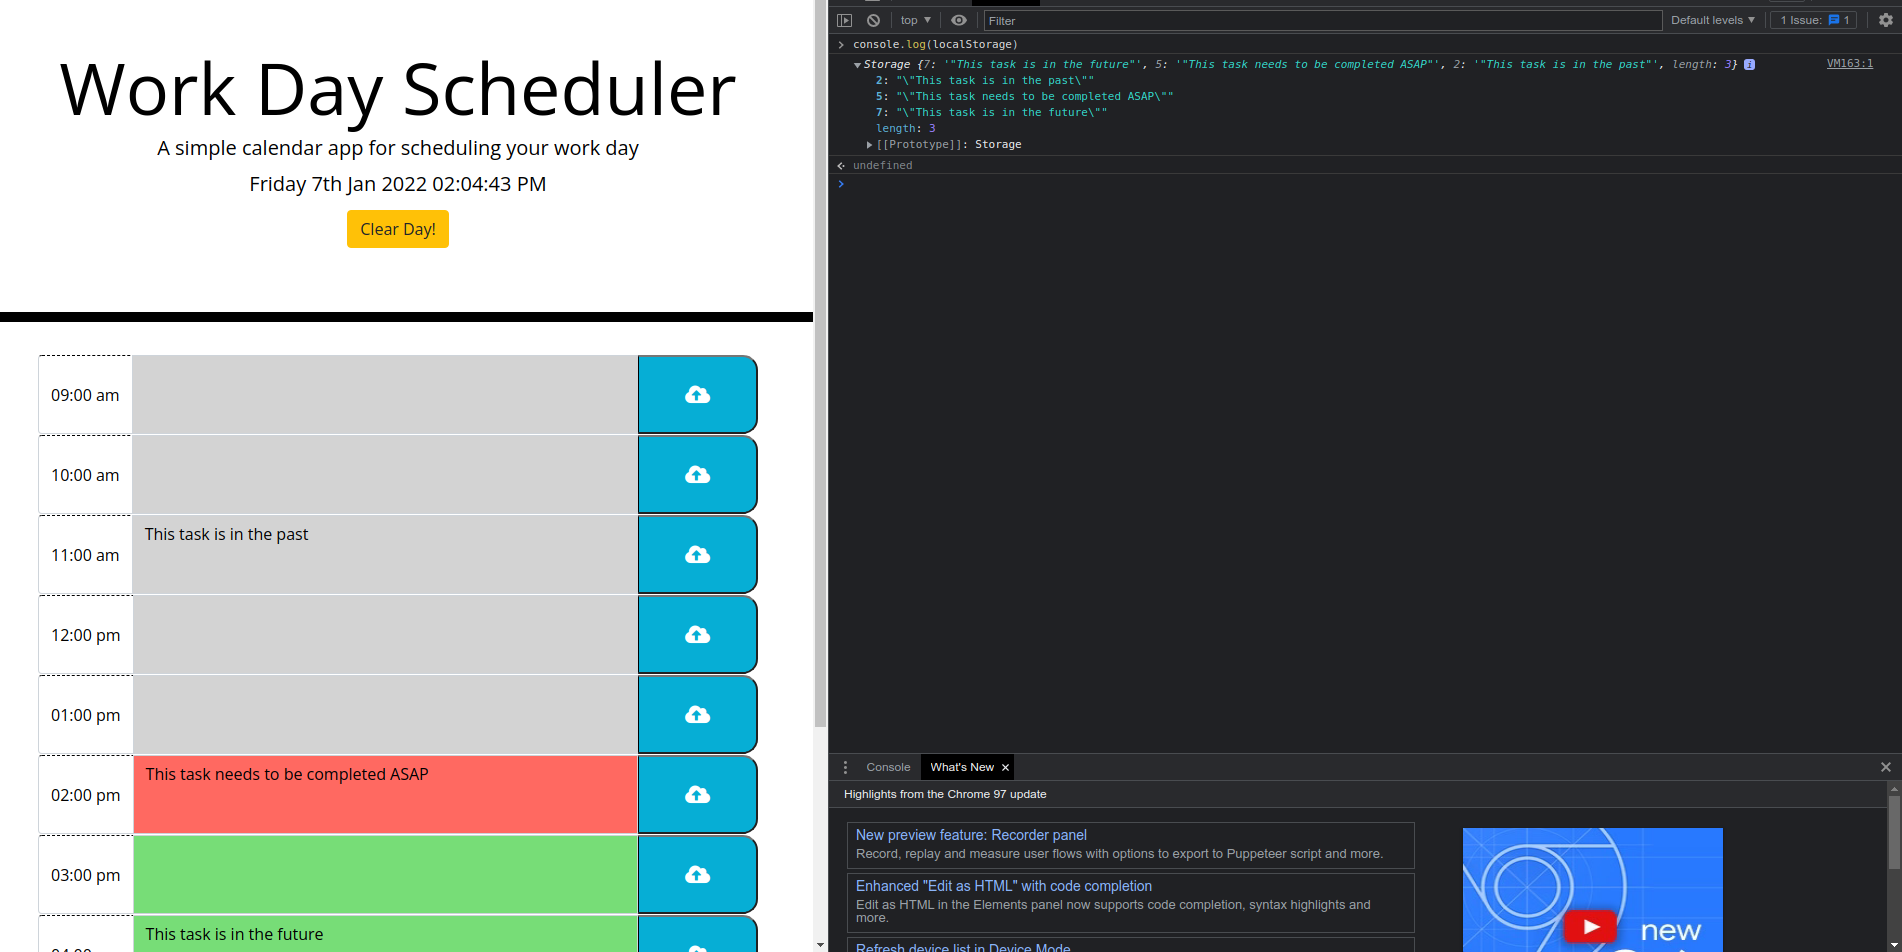 Work Day Scheduler
A simple calendar app for scheduling your work day
Friday 7th Jan 2022 02:04:43 PM
Clear Day!
09:00 am
10:00 am
11:00 am
This task is in the past
12:00 pm
01:00 pm
02:00 pm
This task needs to be completed ASAP
03:00 pm
This task is in the future
top
Filter
Default levels
1 Issue: 1
console.log(localStorage)
Storage {7: '"This task is in the future"', 5: '"This task needs to be completed ASAP"', 2: '"This task is in the past"', length: 3} i
VM163:1
2: "\"This task is in the past\""
5: "\"This task needs to be completed ASAP\""
7: "\"This task is in the future\""
length: 3
[[Prototype]]: Storage
undefined
Console
What's New
Highlights from the Chrome 97 update
New preview feature: Recorder panel
Record, replay and measure user flows with options to export to Puppeteer script and more.
Enhanced "Edit as HTML" with code completion
Edit as HTML in the Elements panel now supports code completion, syntax highlights and
more.
Refresh device list in Device Mode
new